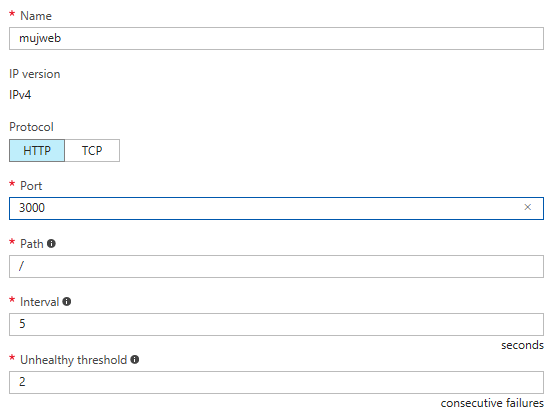 * Name
mujweb
IP version
IPv4
Protocol
HTTP TCP
* Port
3000
* Path
/
* Interval
5
seconds
* Unhealthy threshold
2
consecutive failures